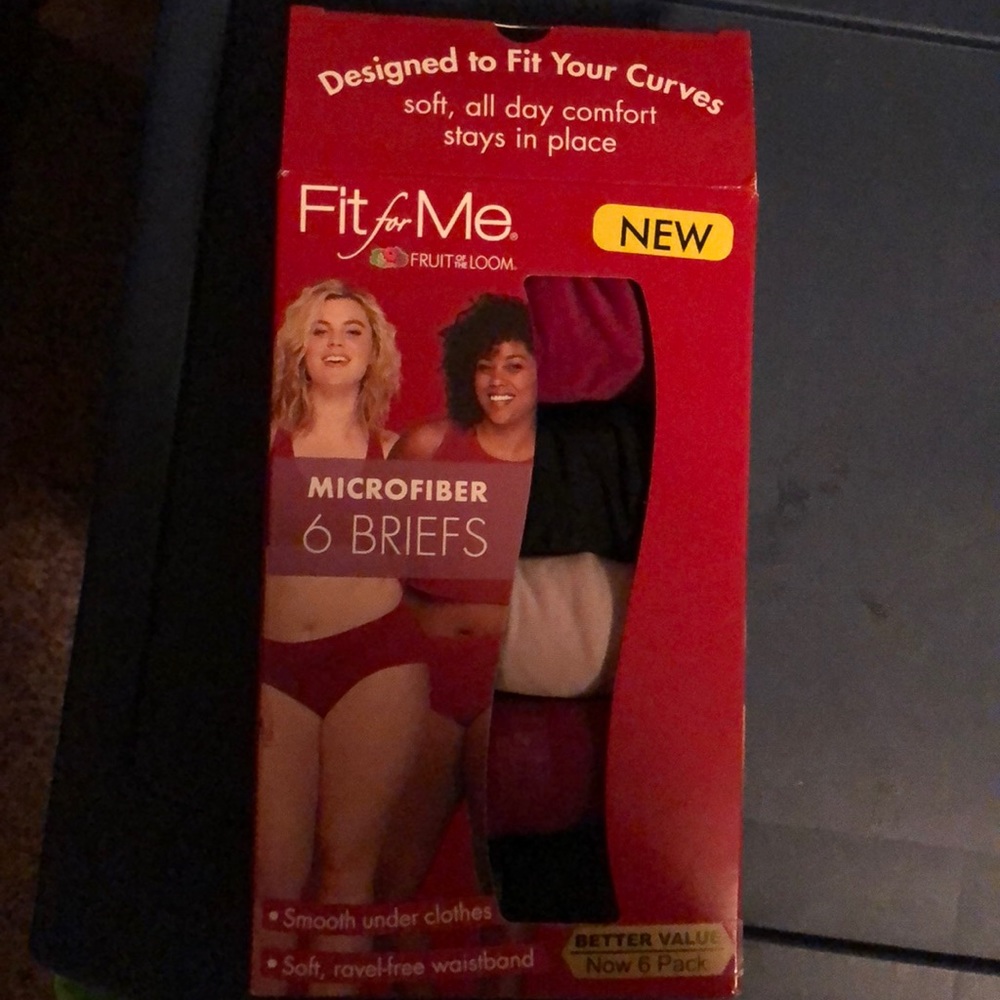 Designed to Fit Your Curves
soft, all day comfort
stays in place
Fit for Me®
FRUIT OF THE LOOM®
NEW
MICROFIBER
6 BRIEFS
• Smooth under clothes
• Soft, ravel-free waistband
BETTER VALUE
Now 6 Pack